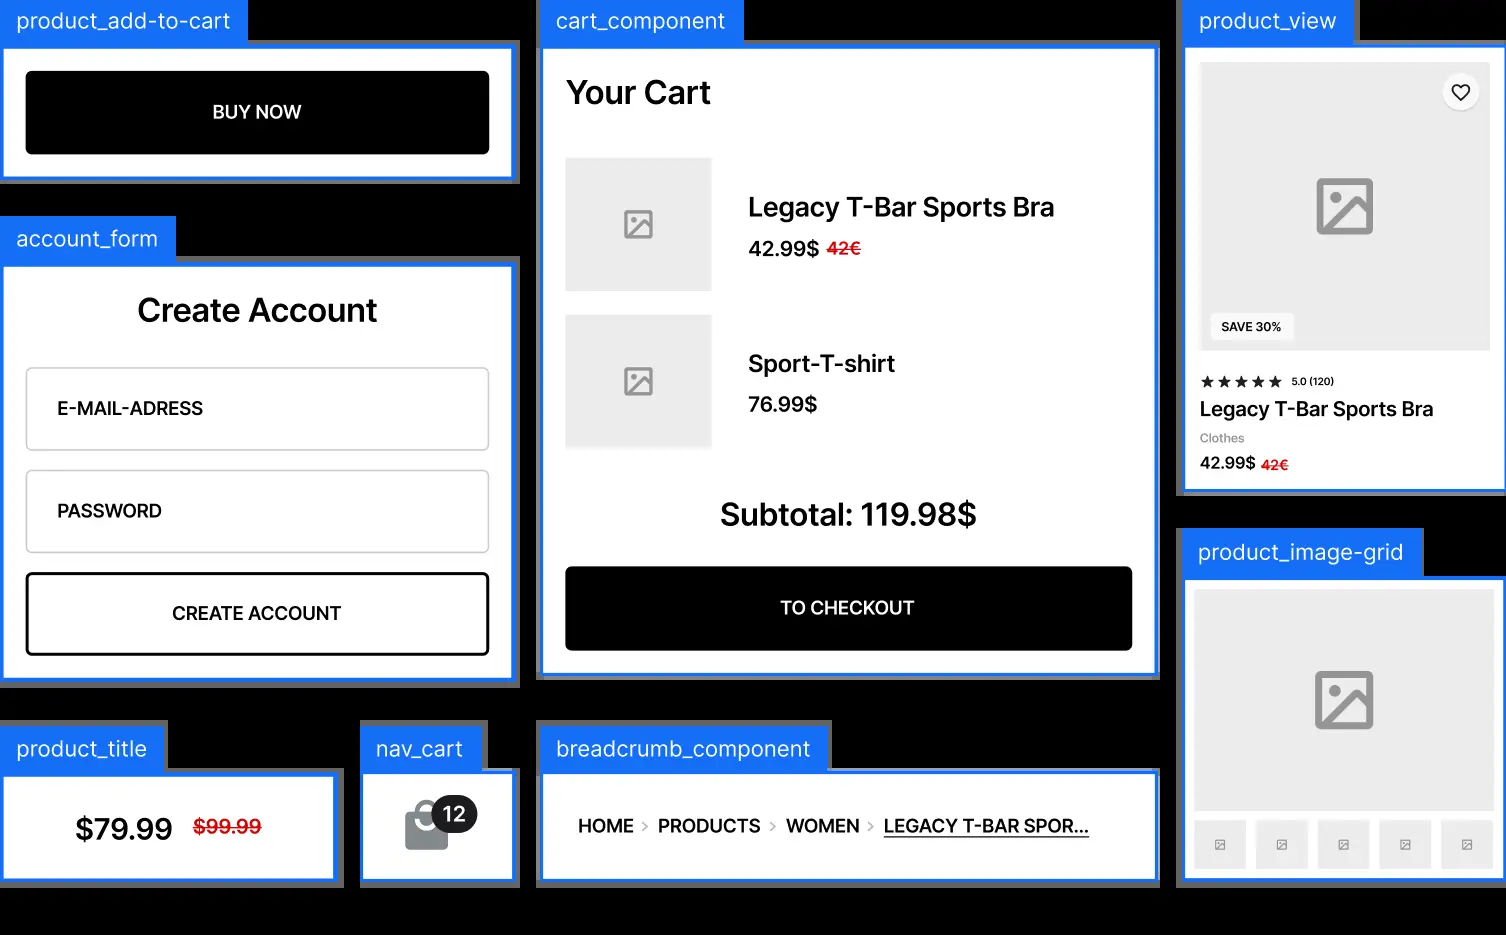 product_add-to-cart
BUY NOW
account_form
Create Account
E-MAIL-ADRESS
PASSWORD
CREATE ACCOUNT
product_title
$79.99 $99.99
nav_cart
12
cart_component
Your Cart
Legacy T-Bar Sports Bra
42.99$ 42€
Sport-T-shirt
76.99$
Subtotal: 119.98$
TO CHECKOUT
breadcrumb_component
HOME > PRODUCTS > WOMEN > LEGACY T-BAR SPOR...
product_view
SAVE 30%
★★★★★ 5.0 (120)
Legacy T-Bar Sports Bra
Clothes
42.99$ 42€
product_image-grid